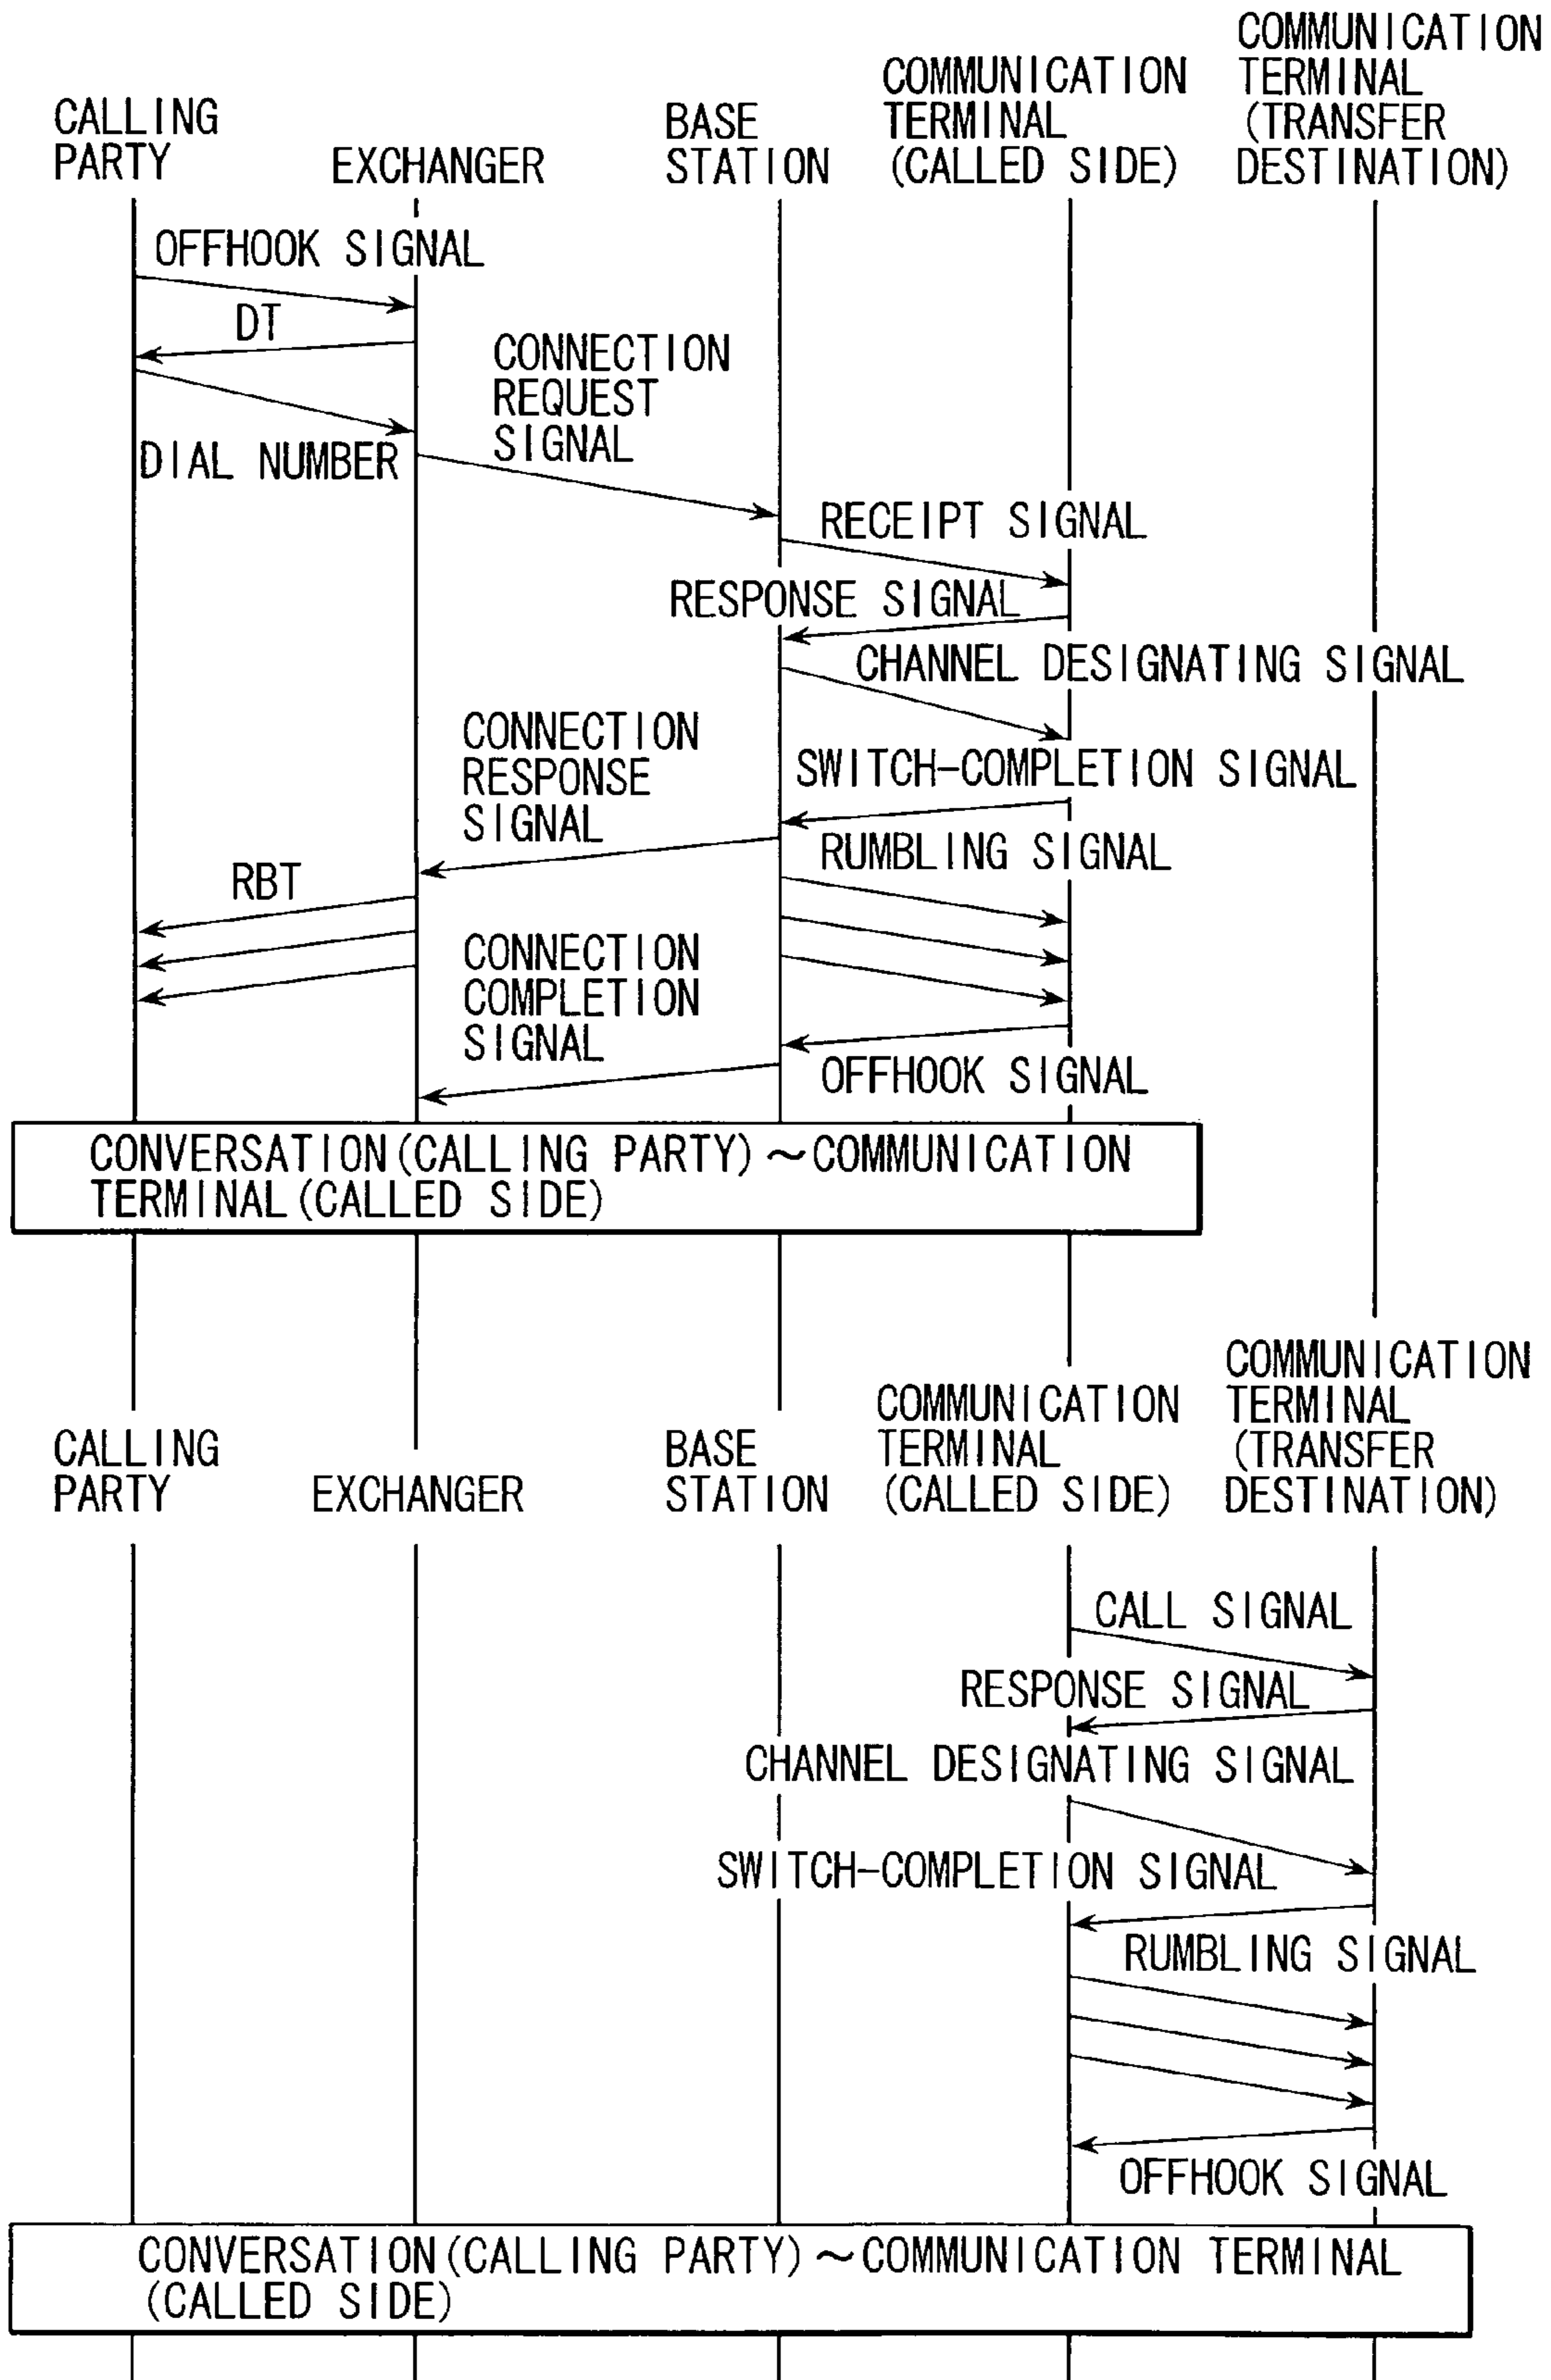 CALLING
PARTY
EXCHANGER
BASE
STATION
COMMUNICATION
TERMINAL
(CALLED SIDE)
COMMUNICATION
TERMINAL
(TRANSFER
DESTINATION)
OFFHOOK SIGNAL
DT
CONNECTION
REQUEST
SIGNAL
DIAL NUMBER
RECEIPT SIGNAL
RESPONSE SIGNAL
CHANNEL DESIGNATING SIGNAL
CONNECTION
RESPONSE
SIGNAL
SWITCH-COMPLETION SIGNAL
RUMBLING SIGNAL
RBT
CONNECTION
COMPLETION
SIGNAL
OFFHOOK SIGNAL
CONVERSATION(CALLING PARTY)~COMMUNICATION
TERMINAL(CALLED SIDE)
CALLING
PARTY
EXCHANGER
BASE
STATION
COMMUNICATION
TERMINAL
(CALLED SIDE)
COMMUNICATION
TERMINAL
(TRANSFER
DESTINATION)
CALL SIGNAL
RESPONSE SIGNAL
CHANNEL DESIGNATING SIGNAL
SWITCH-COMPLETION SIGNAL
RUMBLING SIGNAL
OFFHOOK SIGNAL
CONVERSATION(CALLING PARTY)~COMMUNICATION TERMINAL
(CALLED SIDE)